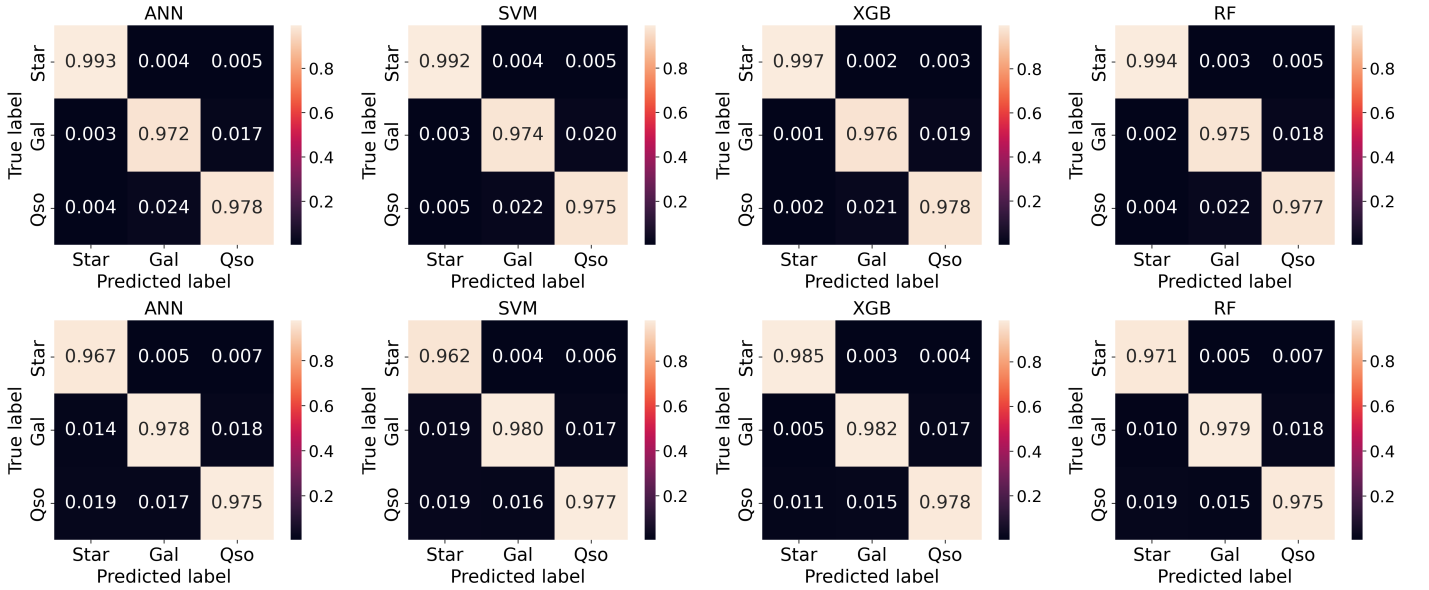 ANN SVM XGB RF
True label Star 0.993 0.004 0.005 0.8 True label Star 0.992 0.004 0.005 0.8 True label Star 0.997 0.002 0.003 0.8 True label Star 0.994 0.003 0.005 0.8
0.6 0.6 0.6 0.6
Gal 0.003 0.972 0.017 Gal 0.003 0.974 0.020 Gal 0.001 0.976 0.019 Gal 0.002 0.975 0.018
0.4 0.4 0.4 0.4
Qso 0.004 0.024 0.978 0.2 Qso 0.005 0.022 0.975 0.2 Qso 0.002 0.021 0.978 0.2 Qso 0.004 0.022 0.977 0.2
Star Gal Qso Star Gal Qso Star Gal Qso Star Gal Qso
Predicted label Predicted label Predicted label Predicted label
ANN SVM XGB RF
True label Star 0.967 0.005 0.007 0.8 True label Star 0.962 0.004 0.006 0.8 True label Star 0.985 0.003 0.004 0.8 True label Star 0.971 0.005 0.007 0.8
0.6 0.6 0.6 0.6
Gal 0.014 0.978 0.018 Gal 0.019 0.980 0.017 Gal 0.005 0.982 0.017 Gal 0.010 0.979 0.018
0.4 0.4 0.4 0.4
Qso 0.019 0.017 0.975 0.2 Qso 0.019 0.016 0.977 0.2 Qso 0.011 0.015 0.978 0.2 Qso 0.019 0.015 0.975 0.2
Star Gal Qso Star Gal Qso Star Gal Qso Star Gal Qso
Predicted label Predicted label Predicted label Predicted label